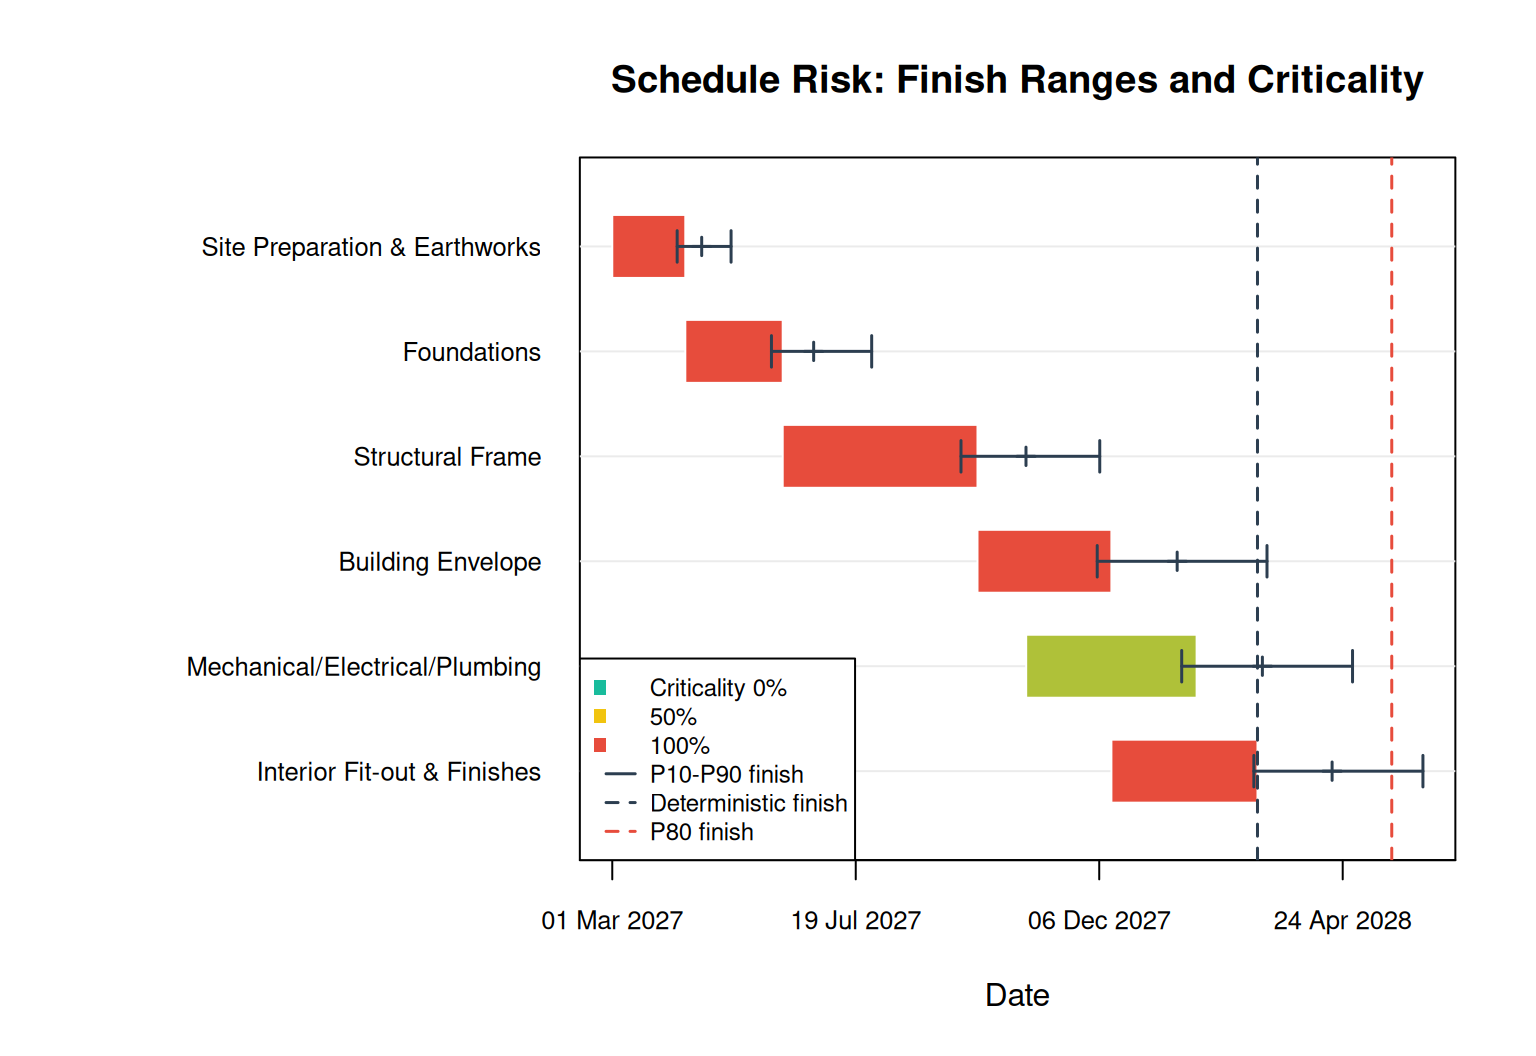 Schedule Risk: Finish Ranges and Criticality
Site Preparation & Earthworks
Foundations
Structural Frame
Building Envelope
Mechanical/Electrical/Plumbing
Interior Fit-out & Finishes
Criticality 0%
50%
100%
P10-P90 finish
Deterministic finish
P80 finish
01 Mar 2027
19 Jul 2027
06 Dec 2027
24 Apr 2028
Date